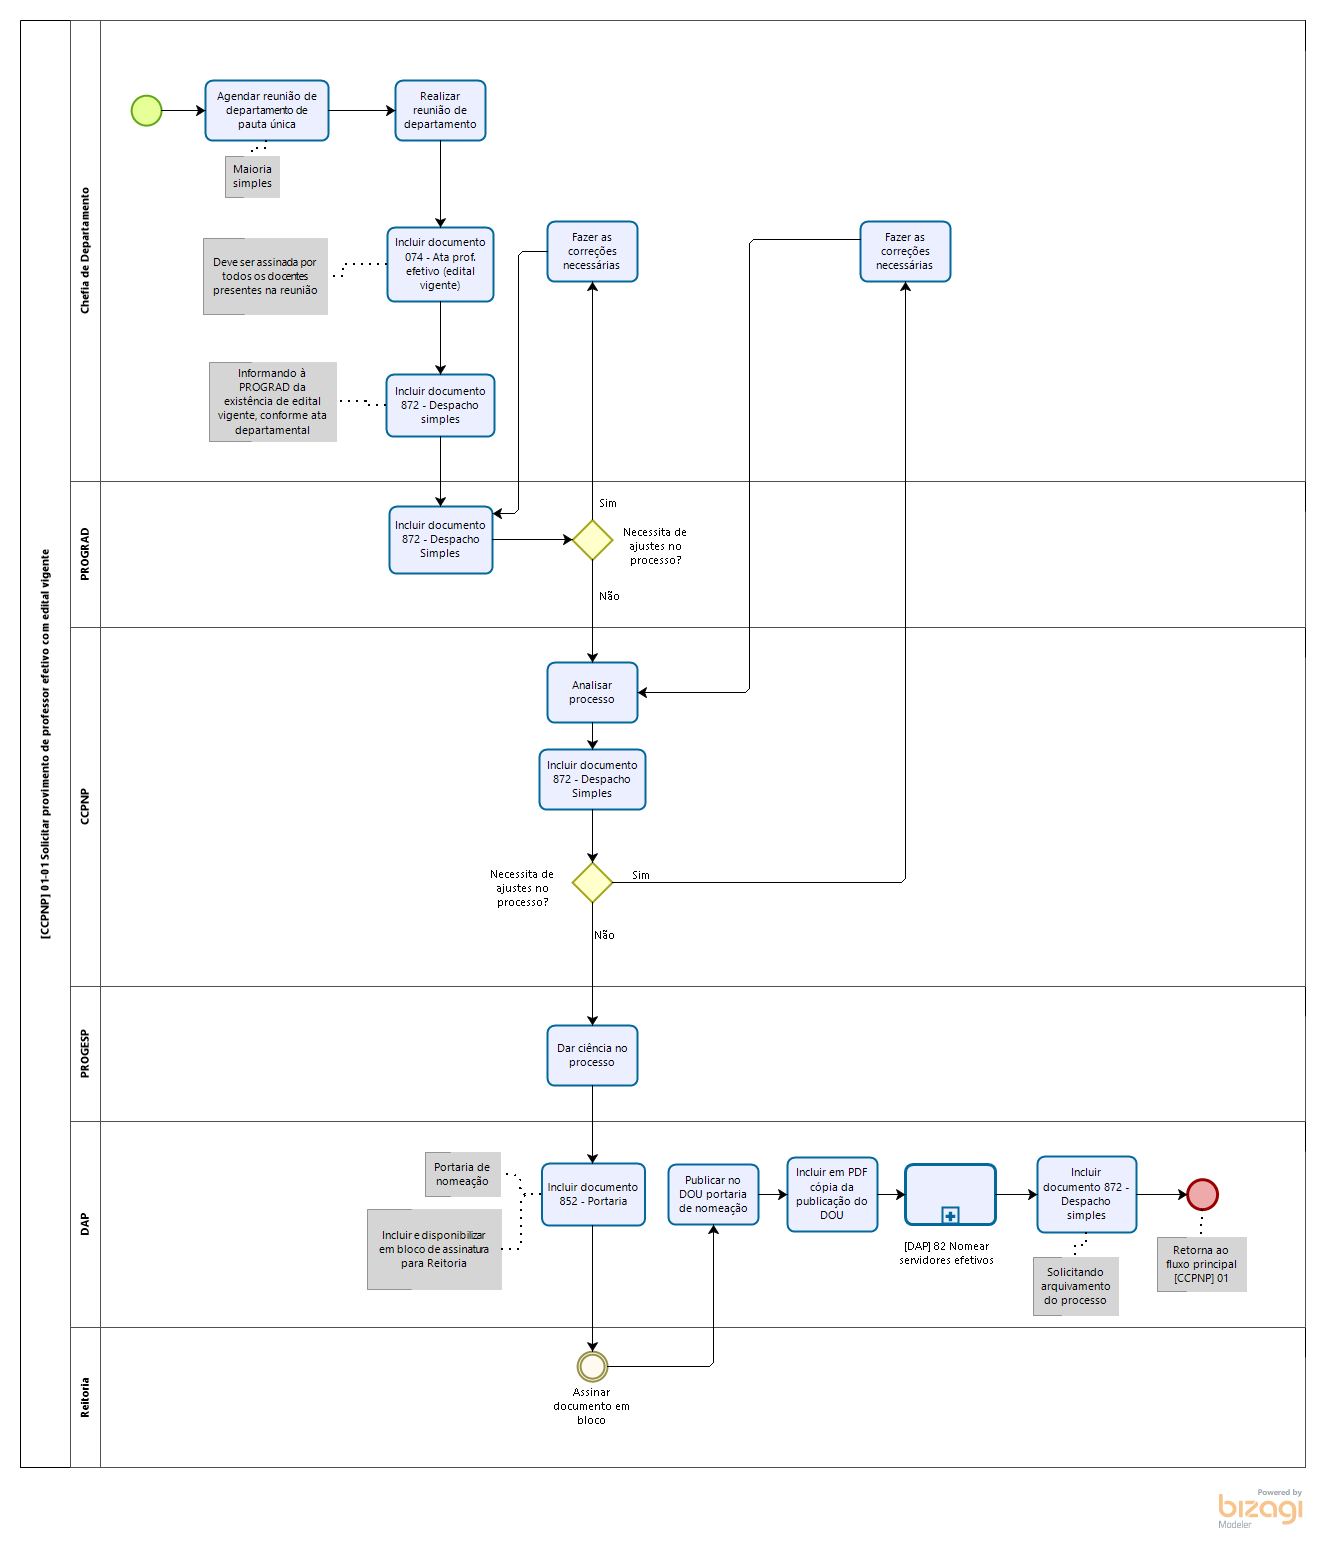 [CCPNP] 01-01 Solicitar provimento de professor efetivo com edital vigente
Chefia de Departamento
Agendar reunião de
departamento de
pauta única
Realizar
reunião de
departamento
Maioria
simples
Incluir documento
074 - Ata prof.
efetivo (edital
vigente)
Deve ser assinada por
todos os docentes
presentes na reunião
Fazer as
correções
necessárias
Fazer as
correções
necessárias
Informando à
PROGRAD da
existência de edital
vigente, conforme ata
departamental
Incluir documento
872 - Despacho
simples
PROGRAD
Incluir documento
872 - Despacho
Simples
Sim
Necessita de
ajustes no
processo?
Não
CCPNP
Analisar
processo
Incluir documento
872 - Despacho
Simples
Necessita de
ajustes no
processo?
Sim
Não
PROGESP
Dar ciência no
processo
DAP
Portaria de
nomeação
Incluir e disponibilizar
em bloco de assinatura
para Reitoria
Incluir documento
852 - Portaria
Publicar no
DOU portaria
de nomeação
Incluir em PDF
cópia da
publicação do
DOU
[DAP] 82 Nomear
servidores efetivos
Incluir
documento 872 -
Despacho
simples
Solicitando
arquivamento
do processo
Retorna ao
fluxo principal
[CCPNP] 01
Reitoria
Assinar
documento em
bloco
Powered by
bizagi
Modeler